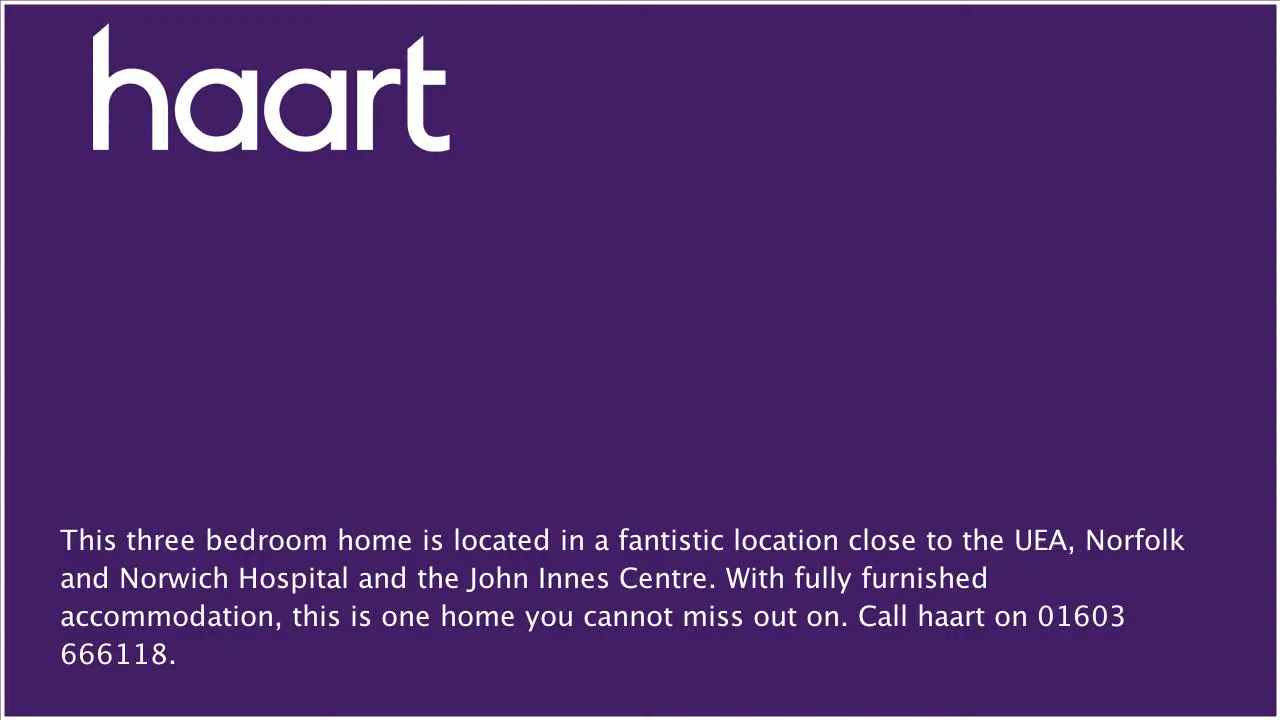 haart
This three bedroom home is located in a fantistic location close to the UEA, Norfolk
and Norwich Hospital and the John Innes Centre. With fully furnished
accommodation, this is one home you cannot miss out on. Call haart on 01603
666118.